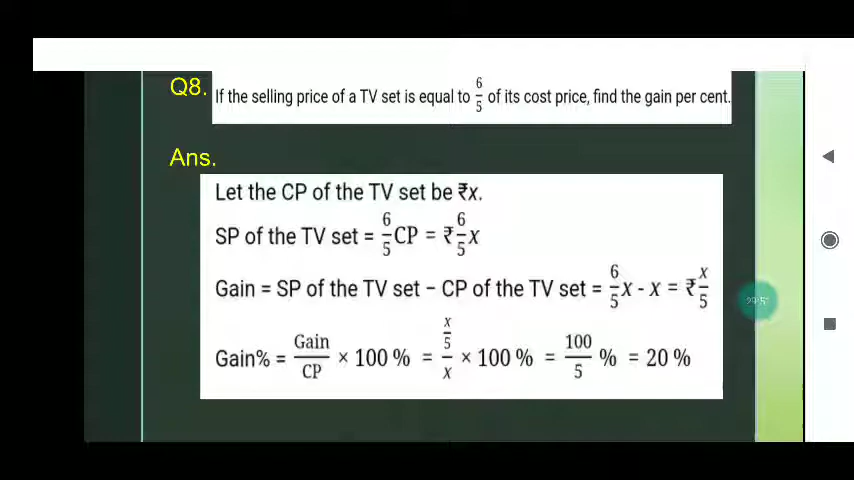 Q8. If the selling price of a TV set is equal to 6/5 of its cost price, find the gain per cent.
Ans.
Let the CP of the TV set be ₹x.
SP of the TV set = 6/5 CP = ₹ 6/5 x
Gain = SP of the TV set − CP of the TV set = 6/5 x - x = ₹ x/5
Gain% = Gain/CP × 100 % = (x/5)/x × 100 % = 100/5 % = 20 %